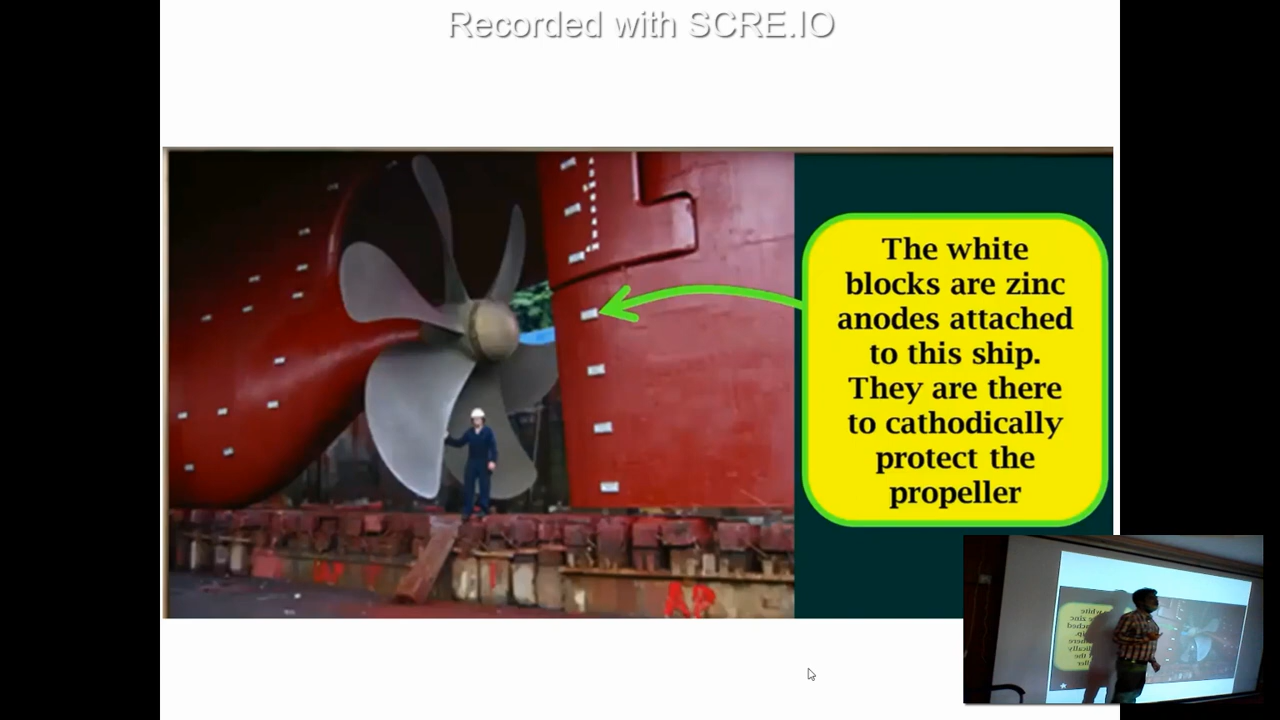 Recorded with SCRE.IO
The white
blocks are zinc
anodes attached
to this ship.
They are there
to cathodically
protect the
propeller
AP